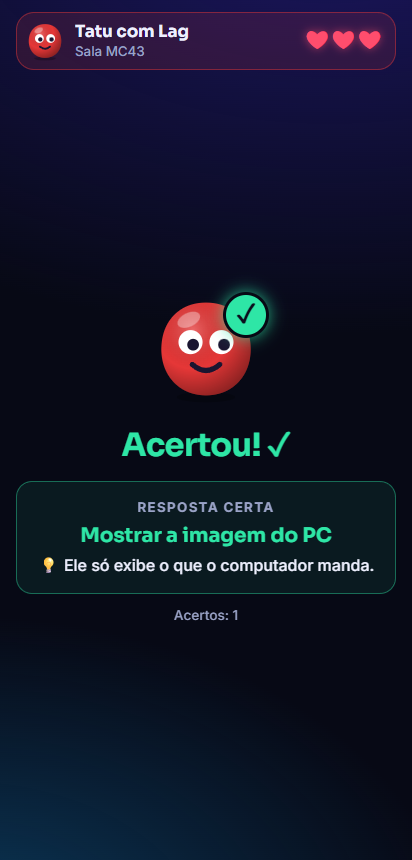 Tatu com Lag
Sala MC43
Acertou! ✓
RESPOSTA CERTA
Mostrar a imagem do PC
💡 Ele só exibe o que o computador manda.
Acertos: 1